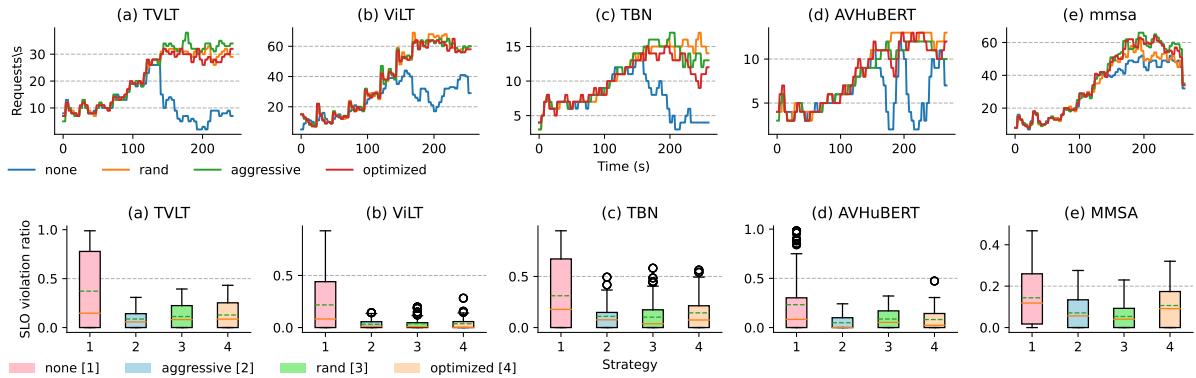 (a) TVLT (b) ViLT (c) TBN (d) AVHuBERT (e) mmsa
Requests\s
30
20
10
60
40
20
15
10
5
10
5
60
40
20
0 100 200
0 100 200
0 100 200
0 100 200
0 100 200
Time (s)
none rand aggressive optimized
(a) TVLT (b) ViLT (c) TBN (d) AVHuBERT (e) MMSA
SLO violation ratio
1.0
0.5
0.0
0.5
0.0
0.5
0.0
1.0
0.5
0.0
0.4
0.2
0.0
1 2 3 4
1 2 3 4
1 2 3 4
1 2 3 4
1 2 3 4
Strategy
none [1] aggressive [2] rand [3] optimized [4]